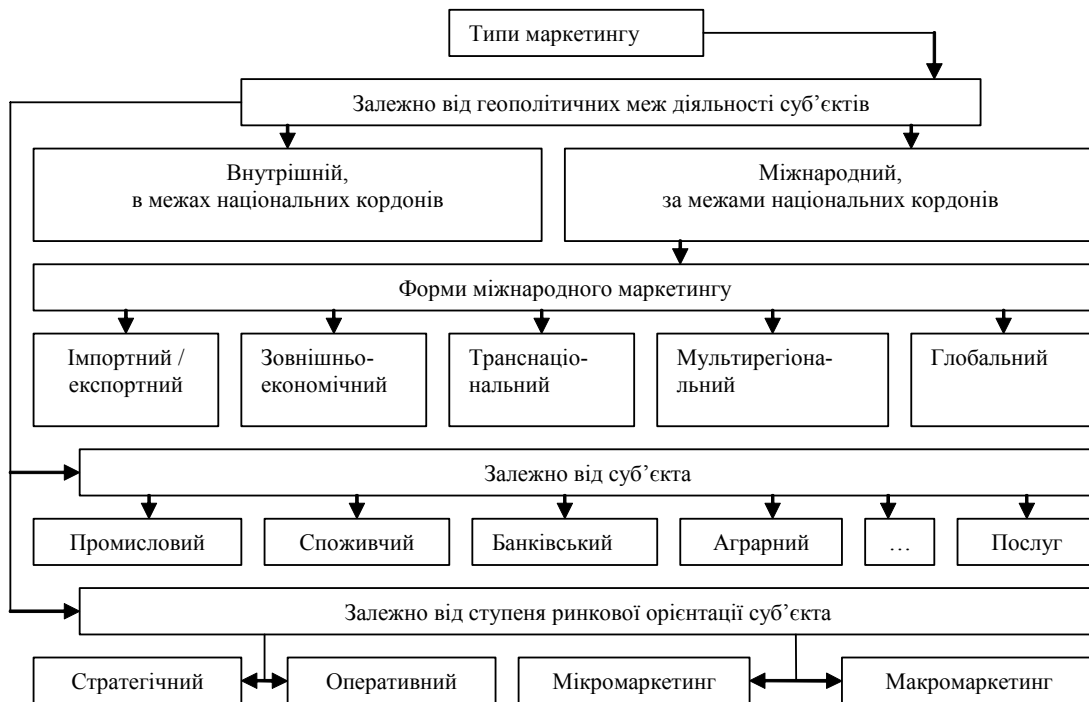 Типи маркетингу
Залежно від геополітичних меж діяльності суб’єктів
Внутрішній,
в межах національних кордонів
Міжнародний,
за межами національних кордонів
Форми міжнародного маркетингу
Імпортний /
експортний
Зовнішньо-
економічний
Транснаціо-
нальний
Мультирегіона-
льний
Глобальний
Залежно від суб’єкта
Промисловий
Споживчий
Банківський
Аграрний
…
Послуг
Залежно від ступеня ринкової орієнтації суб’єкта
Стратегічний
Оперативний
Мікромаркетинг
Макромаркетинг